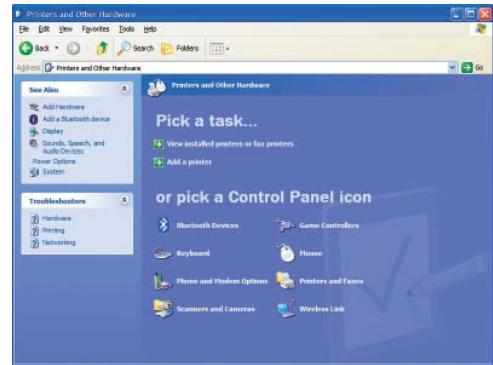 Printers and Other Hardware
File Edit View Favorites Tools Help
Back Search Folders
Address Printers and Other Hardware Go
See Also
Add Hardware
Add a Bluetooth device
Display
Sounds, Speech, and
Audio Devices
Power Options
System
Troubleshooters
Hardware
Printing
Networking
Printers and Other Hardware
Pick a task...
View installed printers or fax printers
Add a printer
or pick a Control Panel icon
Bluetooth Devices Game Controllers
Keyboard Mouse
Phone and Modem Options Printers and Faxes
Scanners and Cameras Wireless Link